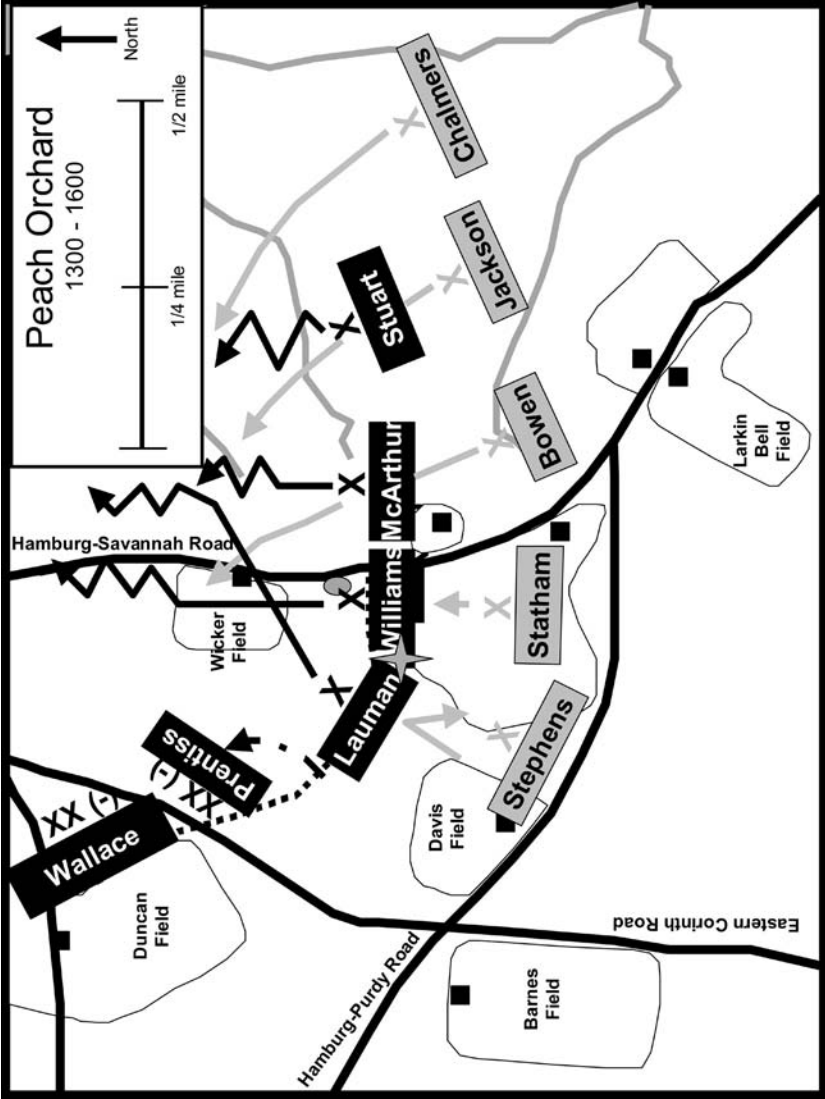 Peach Orchard
1300 - 1600
1/4 mile
1/2 mile
North
Hamburg-Savannah Road
Wicker
Field
Wallace
XX (-)
Prentiss
XX (-)
Duncan
Field
Lauman
X
Williams
X
McArthur
X
Stuart
X
Chalmers
X
Jackson
X
Bowen
X
Statham
X
Stephens
X
Davis
Field
Larkin
Bell
Field
Barnes
Field
Hamburg-Purdy Road
Eastern Corinth Road